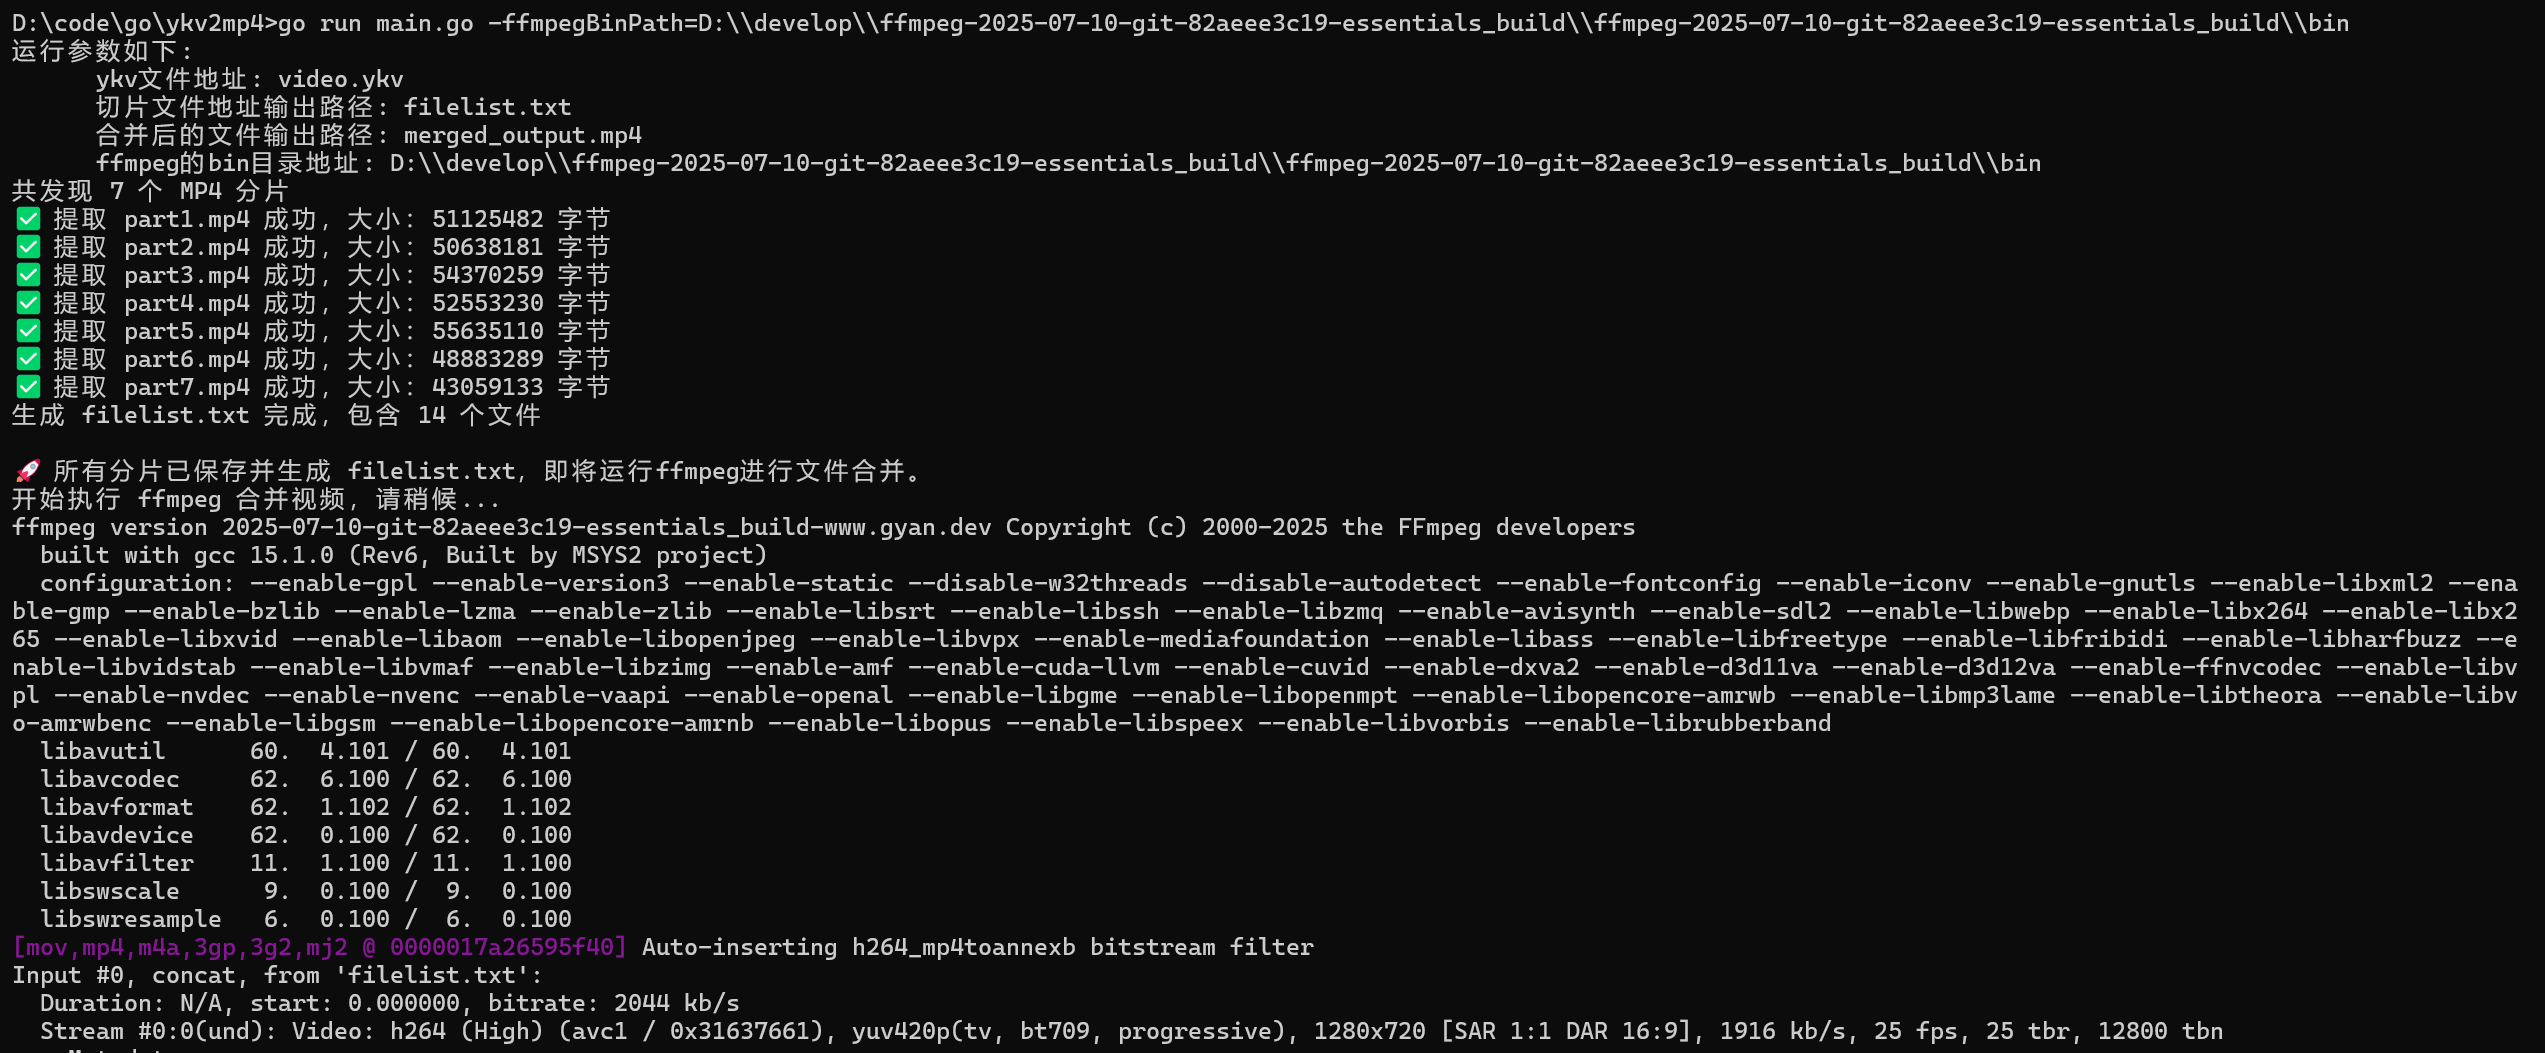 D:\code\go\ykv2mp4>go run main.go -ffmpegBinPath=D:\\develop\\ffmpeg-2025-07-10-git-82aeee3c19-essentials_build\\ffmpeg-2025-07-10-git-82aeee3c19-essentials_build\\bin
运行参数如下:
ykv文件地址: video.ykv
切片文件地址输出路径: filelist.txt
合并后的文件输出路径: merged_output.mp4
ffmpeg的bin目录地址: D:\\develop\\ffmpeg-2025-07-10-git-82aeee3c19-essentials_build\\ffmpeg-2025-07-10-git-82aeee3c19-essentials_build\\bin
共发现 7 个 MP4 分片
✅ 提取 part1.mp4 成功, 大小: 51125482 字节
✅ 提取 part2.mp4 成功, 大小: 50638181 字节
✅ 提取 part3.mp4 成功, 大小: 54370259 字节
✅ 提取 part4.mp4 成功, 大小: 52553230 字节
✅ 提取 part5.mp4 成功, 大小: 55635110 字节
✅ 提取 part6.mp4 成功, 大小: 48883289 字节
✅ 提取 part7.mp4 成功, 大小: 43059133 字节
生成 filelist.txt 完成, 包含 14 个文件
🚀 所有分片已保存并生成 filelist.txt, 即将运行ffmpeg进行文件合并。
开始执行 ffmpeg 合并视频, 请稍候...
ffmpeg version 2025-07-10-git-82aeee3c19-essentials_build-www.gyan.dev Copyright (c) 2000-2025 the FFmpeg developers
built with gcc 15.1.0 (Rev6, Built by MSYS2 project)
configuration: --enable-gpl --enable-version3 --enable-static --disable-w32threads --disable-autodetect --enable-fontconfig --enable-iconv --enable-gnutls --enable-libxml2 --ena
ble-gmp --enable-bzlib --enable-lzma --enable-zlib --enable-libsrt --enable-libssh --enable-libzmq --enable-avisynth --enable-sdl2 --enable-libwebp --enable-libx264 --enable-libx2
65 --enable-libxvid --enable-libaom --enable-libopenjpeg --enable-libvpx --enable-mediafoundation --enable-libass --enable-libfreetype --enable-libfribidi --enable-libharfbuzz --e
nable-libvidstab --enable-libvmaf --enable-libzimg --enable-amf --enable-cuda-llvm --enable-cuvid --enable-dxva2 --enable-d3d11va --enable-d3d12va --enable-ffnvcodec --enable-libv
pl --enable-nvdec --enable-nvenc --enable-vaapi --enable-openal --enable-libgme --enable-libopenmpt --enable-libopencore-amrwb --enable-libmp3lame --enable-libtheora --enable-libv
o-amrwbenc --enable-libgsm --enable-libopencore-amrnb --enable-libopus --enable-libspeex --enable-libvorbis --enable-librubberband
libavutil      60.  4.101 / 60.  4.101
libavcodec     62.  6.100 / 62.  6.100
libavformat    62.  1.102 / 62.  1.102
libavdevice    62.  0.100 / 62.  0.100
libavfilter    11.  1.100 / 11.  1.100
libswscale      9.  0.100 /  9.  0.100
libswresample   6.  0.100 /  6.  0.100
[mov,mp4,m4a,3gp,3g2,mj2 @ 0000017a26595f40] Auto-inserting h264_mp4toannexb bitstream filter
Input #0, concat, from 'filelist.txt':
Duration: N/A, start: 0.000000, bitrate: 2044 kb/s
Stream #0:0(und): Video: h264 (High) (avc1 / 0x31637661), yuv420p(tv, bt709, progressive), 1280x720 [SAR 1:1 DAR 16:9], 1916 kb/s, 25 fps, 25 tbr, 12800 tbn